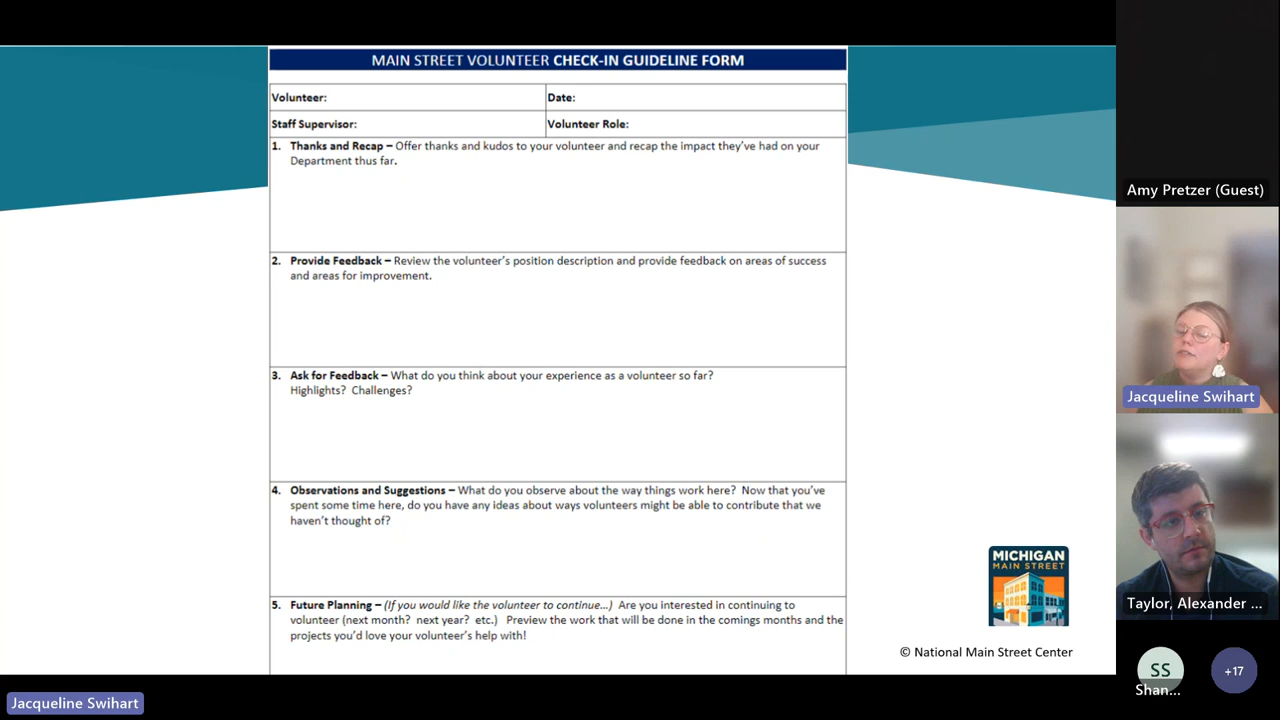 MAIN STREET VOLUNTEER CHECK-IN GUIDELINE FORM
Volunteer:
Date:
Staff Supervisor:
Volunteer Role:
1. Thanks and Recap – Offer thanks and kudos to your volunteer and recap the impact they've had on your
Department thus far.
2. Provide Feedback – Review the volunteer's position description and provide feedback on areas of success
and areas for improvement.
3. Ask for Feedback – What do you think about your experience as a volunteer so far?
Highlights? Challenges?
4. Observations and Suggestions – What do you observe about the way things work here? Now that you've
spent some time here, do you have any ideas about ways volunteers might be able to contribute that we
haven't thought of?
5. Future Planning – (If you would like the volunteer to continue...) Are you interested in continuing to
volunteer (next month? next year? etc.) Preview the work that will be done in the comings months and the
projects you'd love your volunteer's help with!
MICHIGAN
MAIN STREET
© National Main Street Center
Amy Pretzer (Guest)
Jacqueline Swihart
Taylor, Alexander ...
SS
Shan...
+17
Jacqueline Swihart